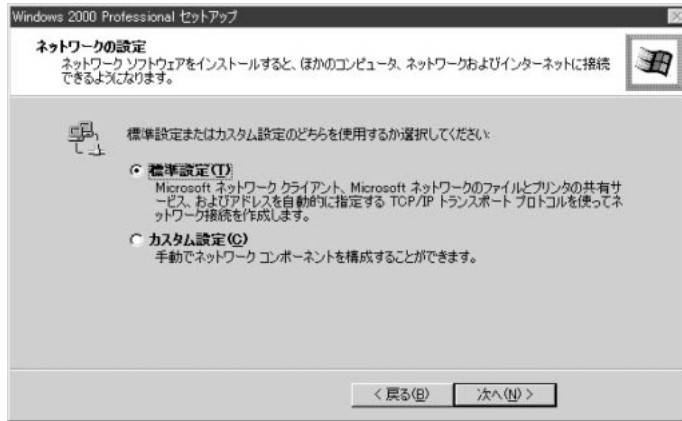 Windows 2000 Professional セットアップ
ネットワークの設定
ネットワーク ソフトウェアをインストールすると、ほかのコンピュータ、ネットワークおよびインターネットに接続
できるようになります。
標準設定またはカスタム設定のどちらを使用するか選択してください:
標準設定(T)
Microsoft ネットワーク クライアント、Microsoft ネットワークのファイルとプリンタの共有サ
ービス、およびアドレスを自動的に指定する TCP/IP トランスポート プロトコルを使ってネ
ットワーク接続を作成します。
カスタム設定(C)
手動でネットワーク コンポーネントを構成することができます。
< 戻る(B)
次へ(N) >